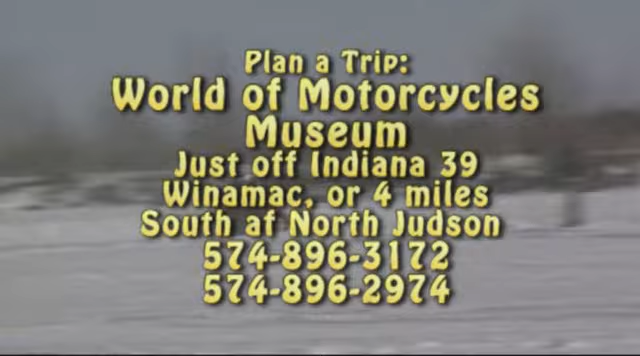 Plan a Trip:
World of Motorcycles
Museum
Just off Indiana 39
Winamac, or 4 miles
South af North Judson
574-896-3172
574-896-2974